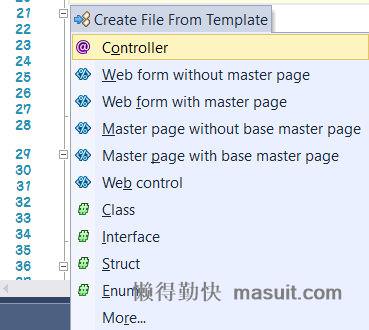 Create File From Template
21
22
Controller
23
24
Web form without master page
25
26
Web form with master page
27
28
Master page without base master page
29
Master page with base master page
30
31
Web control
32
33
Class
34
Interface
35
36
Struct
Enum
懒得勤快 masuit.com
More...